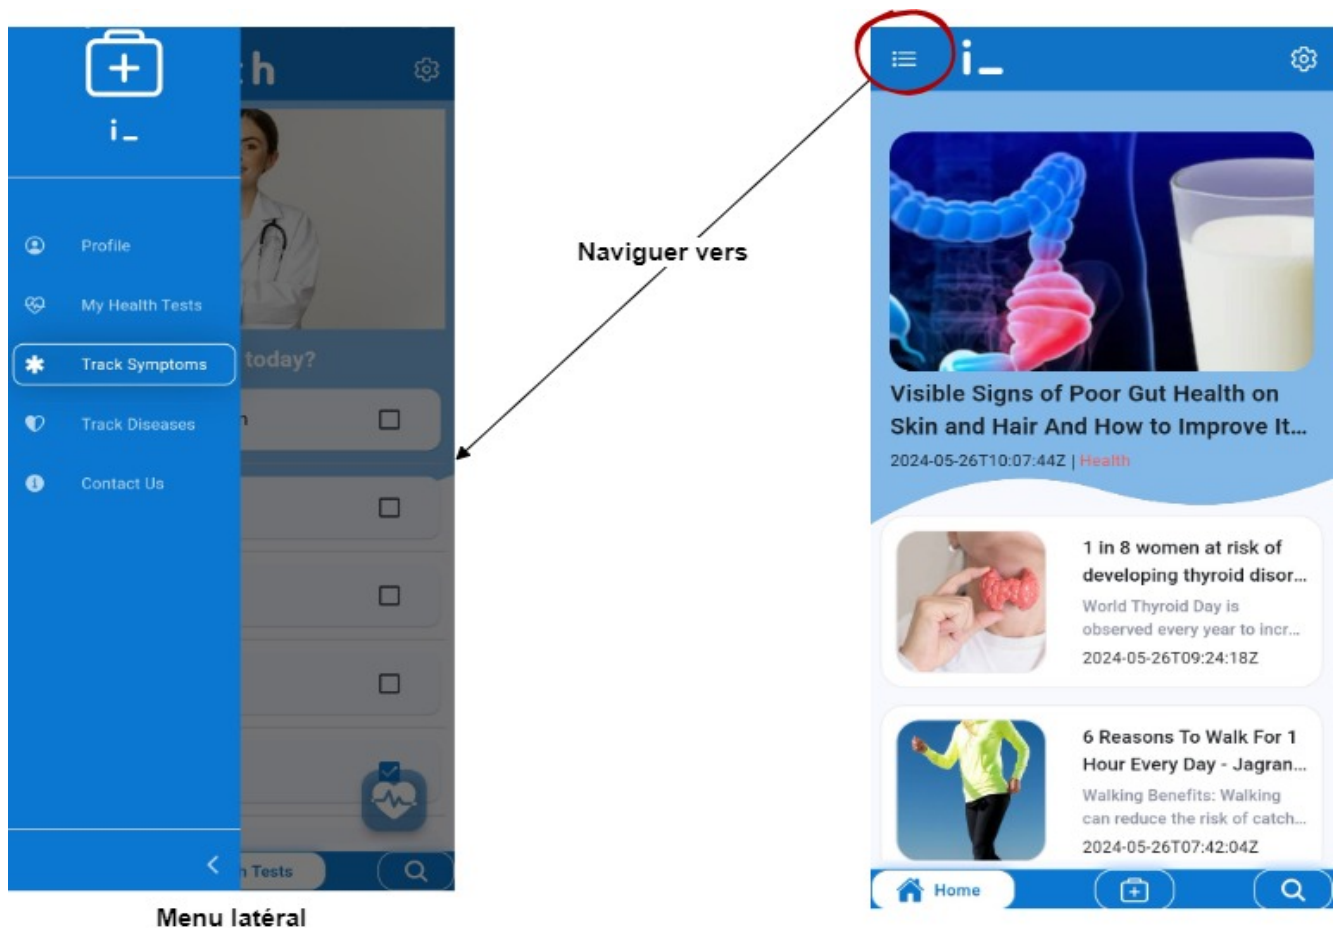 i_
Profile
My Health Tests
Track Symptoms
Track Diseases
Contact Us
h
today?
n
n Tests
Menu latéral
Naviguer vers
i_
Visible Signs of Poor Gut Health on
Skin and Hair And How to Improve It...
2024-05-26T10:07:44Z | Health
1 in 8 women at risk of
developing thyroid disor...
World Thyroid Day is
observed every year to incr...
2024-05-26T09:24:18Z
6 Reasons To Walk For 1
Hour Every Day - Jagran...
Walking Benefits: Walking
can reduce the risk of catch...
2024-05-26T07:42:04Z
Home